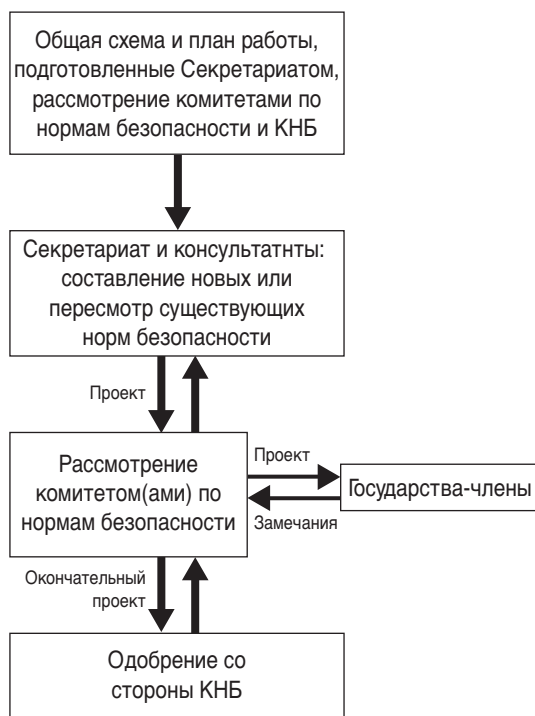 Общая схема и план работы,
подготовленные Секретариатом,
рассмотрение комитетами по
нормам безопасности и КНБ
Секретариат и консультатнты:
составление новых или
пересмотр существующих
норм безопасности
Проект
Рассмотрение
комитетом(ами) по
нормам безопасности
Проект
Государства-члены
Замечания
Окончательный
проект
Одобрение со
стороны КНБ